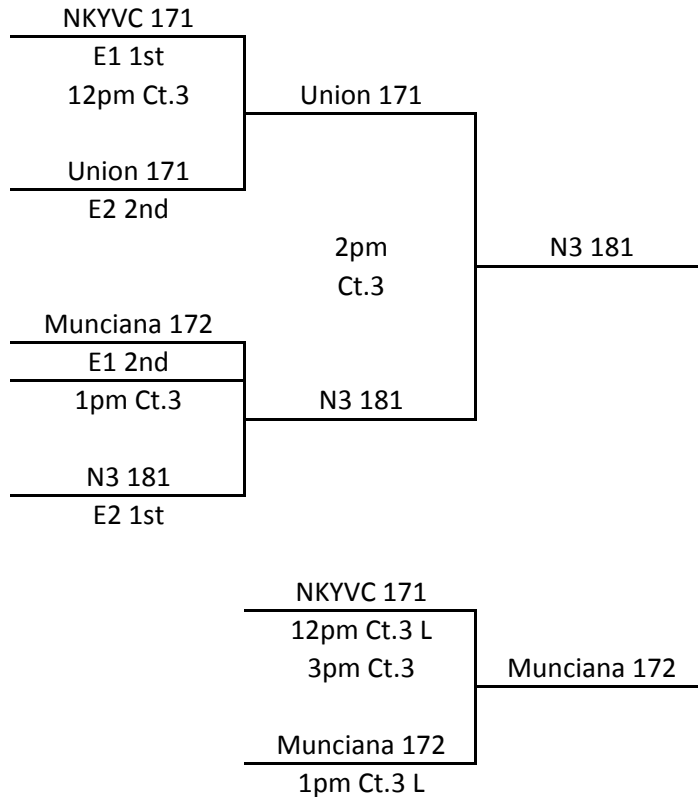 NKYVC 171
E1 1st
12pm Ct.3
Union 171
Union 171
E2 2nd
2pm
Ct.3
N3 181
Munciana 172
E1 2nd
1pm Ct.3
N3 181
N3 181
E2 1st
NKYVC 171
12pm Ct.3 L
3pm Ct.3
Munciana 172
Munciana 172
1pm Ct.3 L